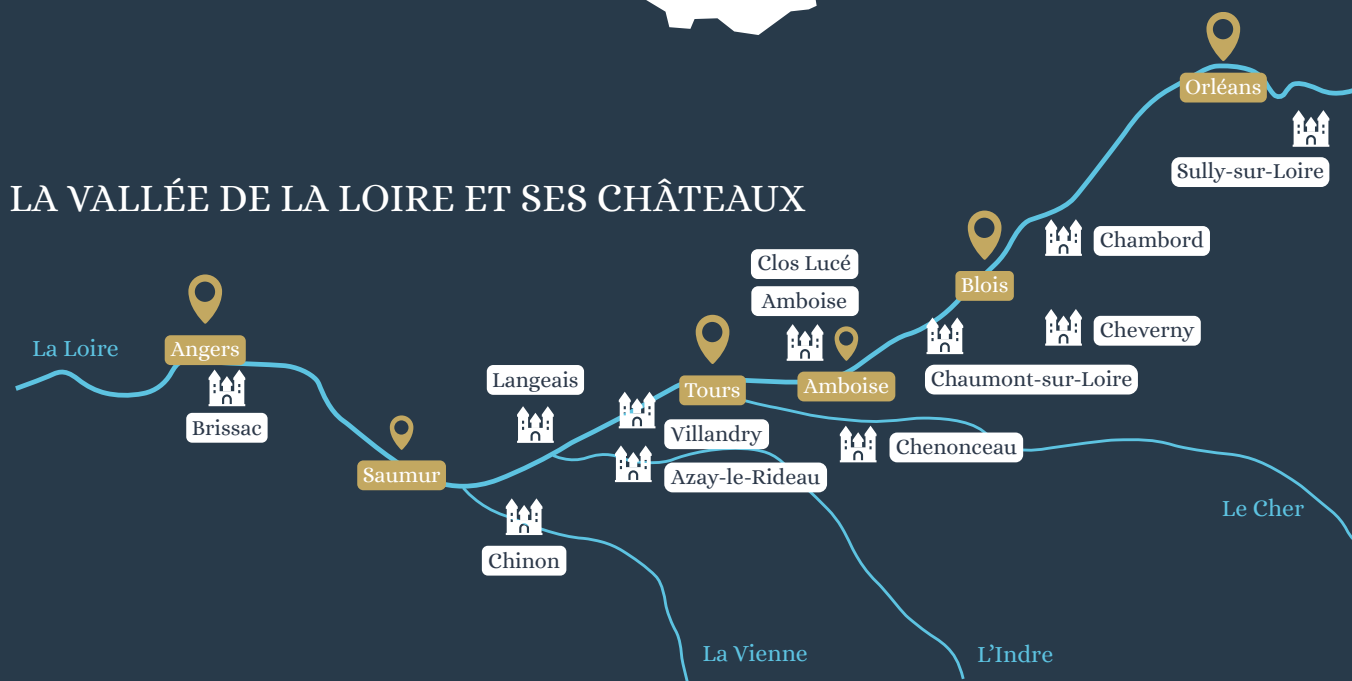 Orléans
Sully-sur-Loire
LA VALLÉE DE LA LOIRE ET SES CHÂTEAUX
Chambord
Clos Lucé
Amboise
Blois
Cheverny
La Loire
Angers
Langeais
Tours
Amboise
Chaumont-sur-Loire
Brissac
Villandry
Chenonceau
Saumur
Azay-le-Rideau
Le Cher
Chinon
La Vienne
L’Indre